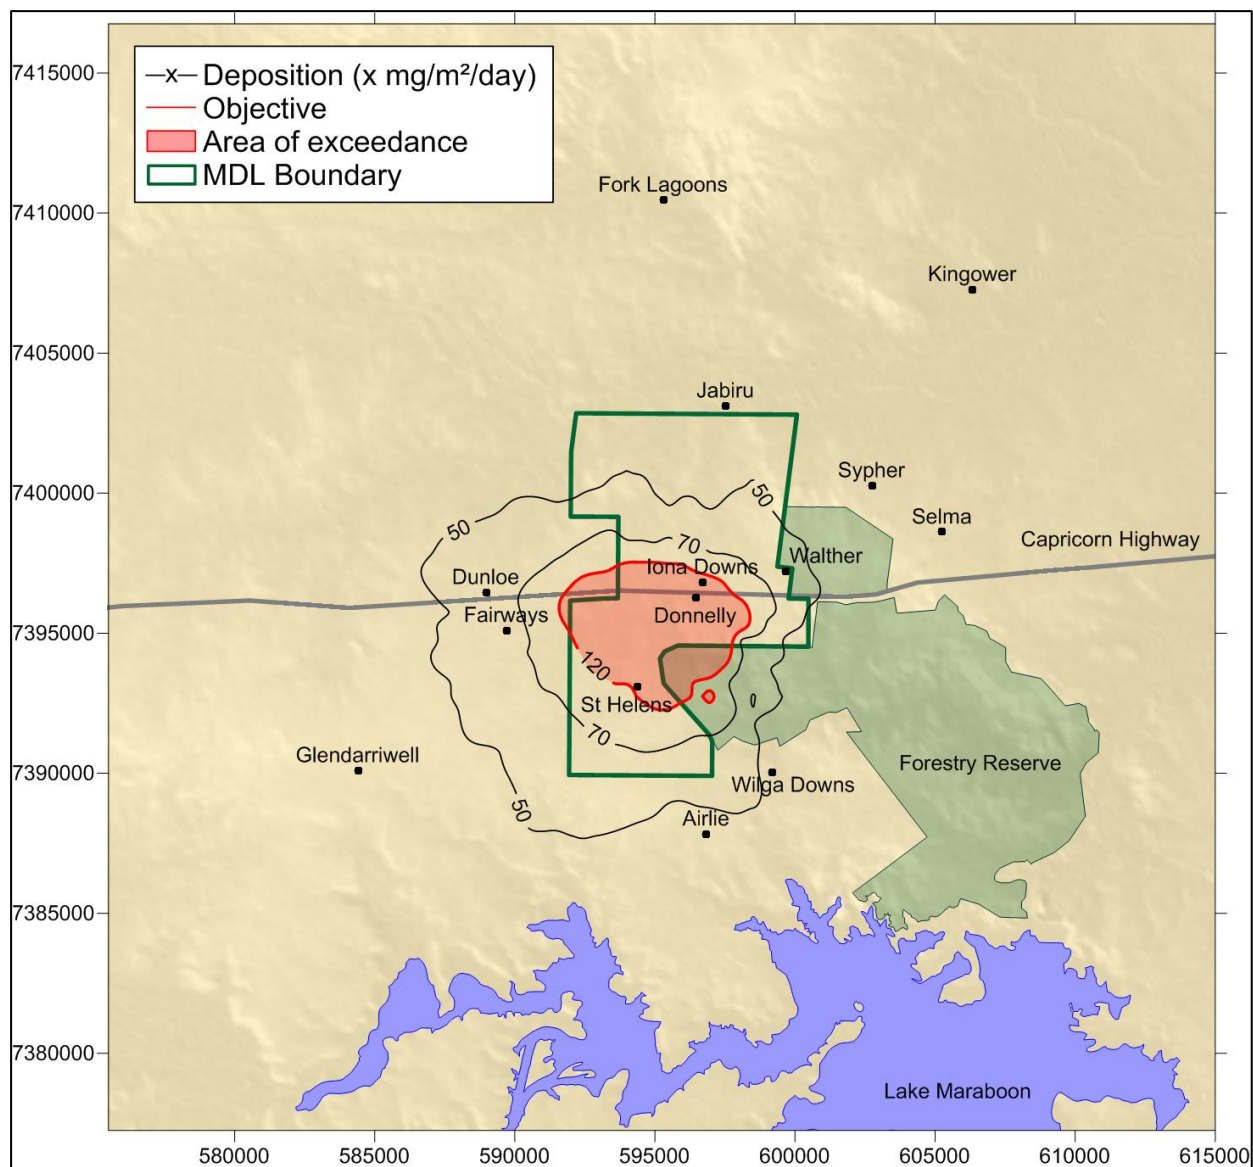 7415000
—x— Deposition (x mg/m²/day)
Objective
Area of exceedance
MDL Boundary
Fork Lagoons
7410000
Kingower
7405000
Jabiru
Sypher
7400000
50
Selma
50
Capricorn Highway
70
Walther
Iona Downs
Dunloe
Fairways
Donnelly
7395000
120
St Helens
70
Glendarriwell
Forestry Reserve
7390000
Wilga Downs
50
Airlie
7385000
7380000
Lake Maraboon
580000 585000 590000 595000 600000 605000 610000 615000